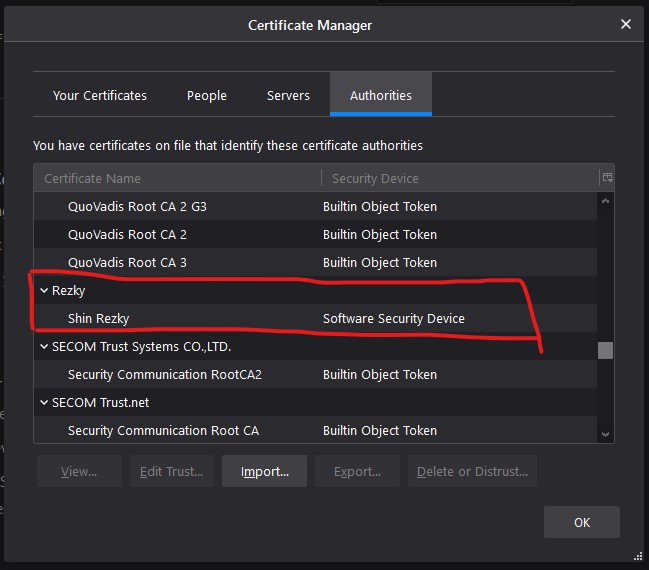 Certificate Manager
Your Certificates People Servers Authorities
You have certificates on file that identify these certificate authorities
Certificate Name Security Device
QuoVadis Root CA 2 G3 Builtin Object Token
QuoVadis Root CA 2 Builtin Object Token
QuoVadis Root CA 3 Builtin Object Token
Rezky
Shin Rezky Software Security Device
SECOM Trust Systems CO.,LTD.
Security Communication RootCA2 Builtin Object Token
SECOM Trust.net
Security Communication Root CA Builtin Object Token
View... Edit Trust... Import... Export... Delete or Distrust...
OK